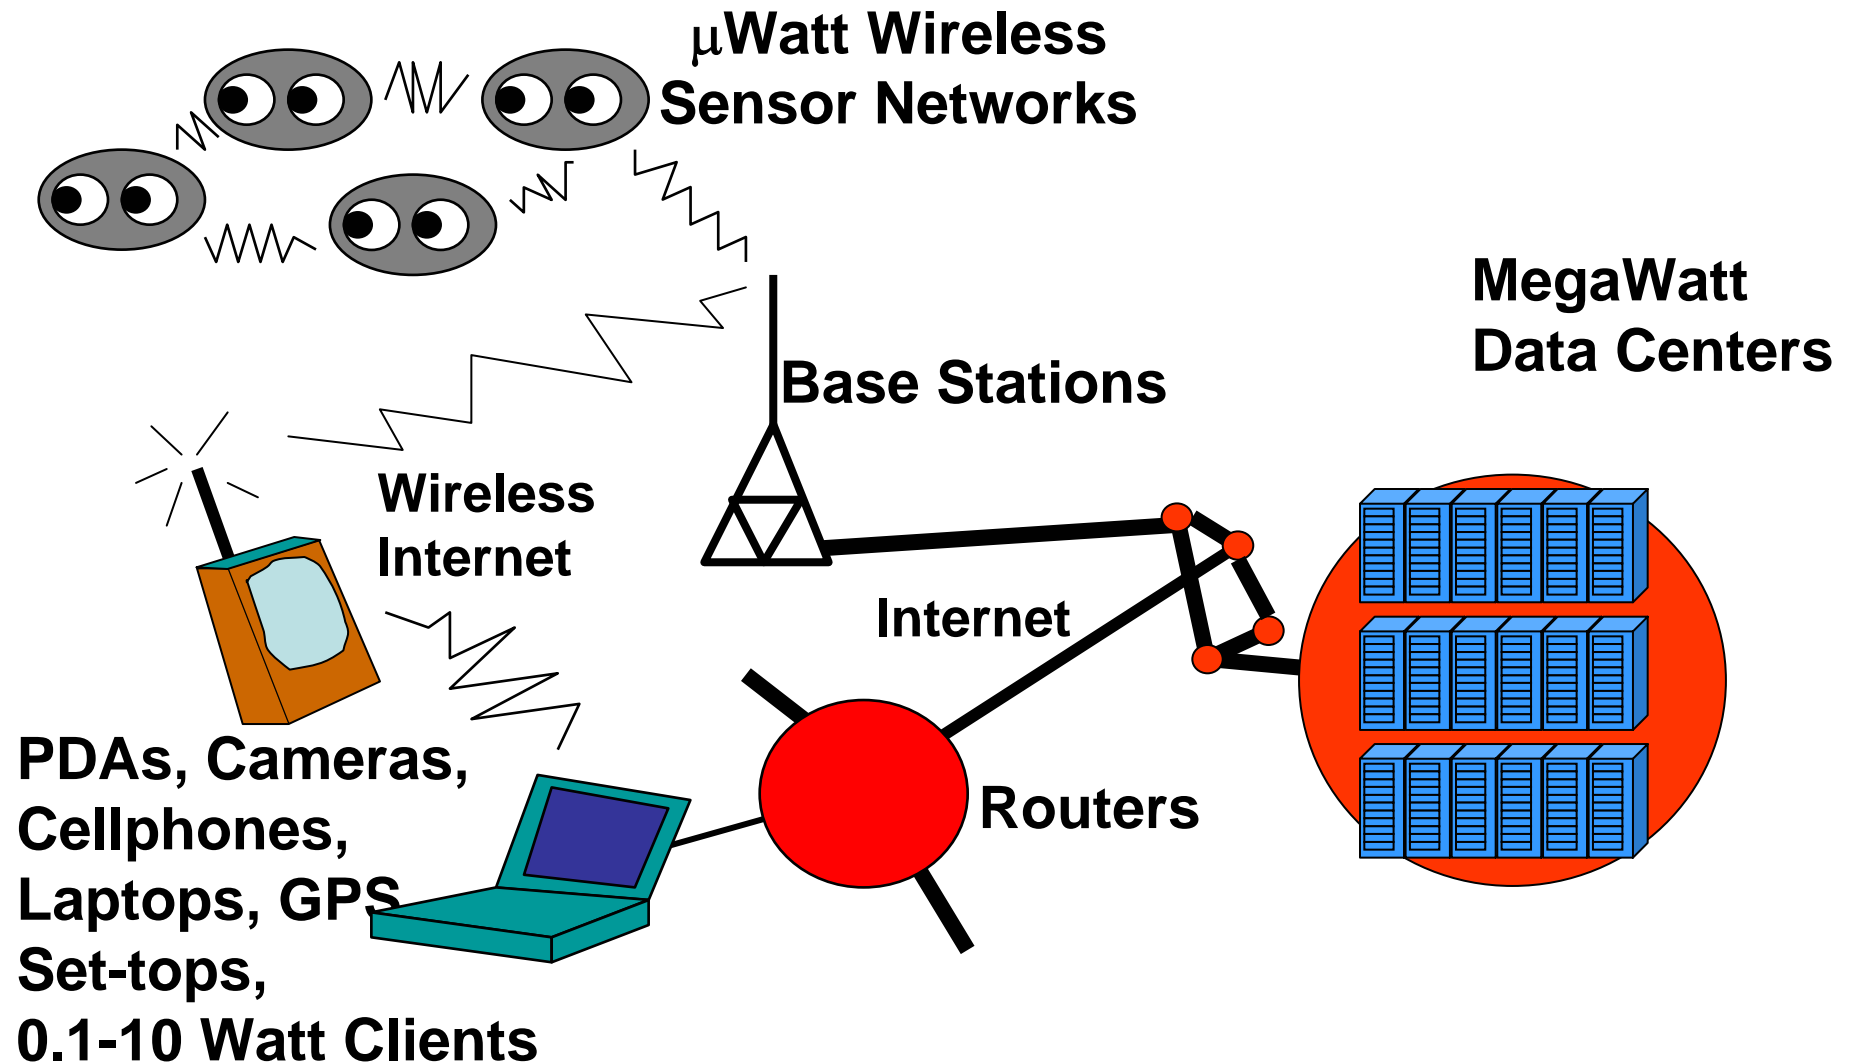 μWatt Wireless
Sensor Networks
MegaWatt
Data Centers
Base Stations
Wireless
Internet
Internet
PDAs, Cameras,
Cellphones,
Laptops, GPS
Set-tops,
0.1-10 Watt Clients
Routers